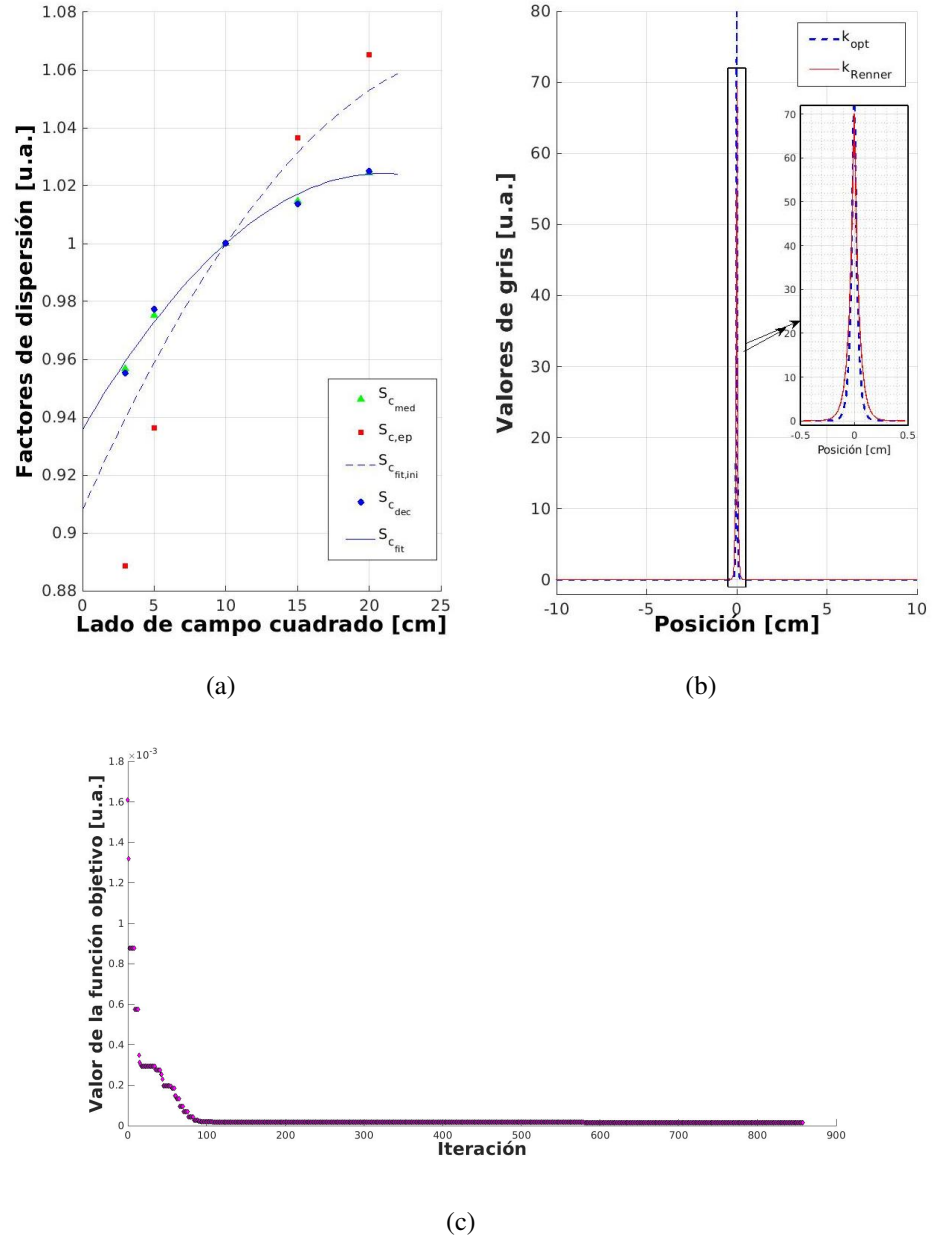 1.08
1.06
1.04
1.02
1
0.98
0.96
0.94
0.92
0.9
0.88
0 5 10 15 20 25
Factores de dispersión [u.a.]
Lado de campo cuadrado [cm]
S_c_med
S_c,ep
S_c_fit,ini
S_c_dec
S_c_fit
(a)
80
70
60
50
40
30
20
10
0
-10 -5 0 5 10
Valores de gris [u.a.]
Posición [cm]
k_opt
k_Renner
70
60
50
40
30
20
10
0
-0.5 0 0.5
Posición [cm]
(b)
×10^-3
1.8
1.6
1.4
1.2
1
0.8
0.6
0.4
0.2
0
0 100 200 300 400 500 600 700 800 900
Valor de la función objetivo [u.a.]
Iteración
(c)